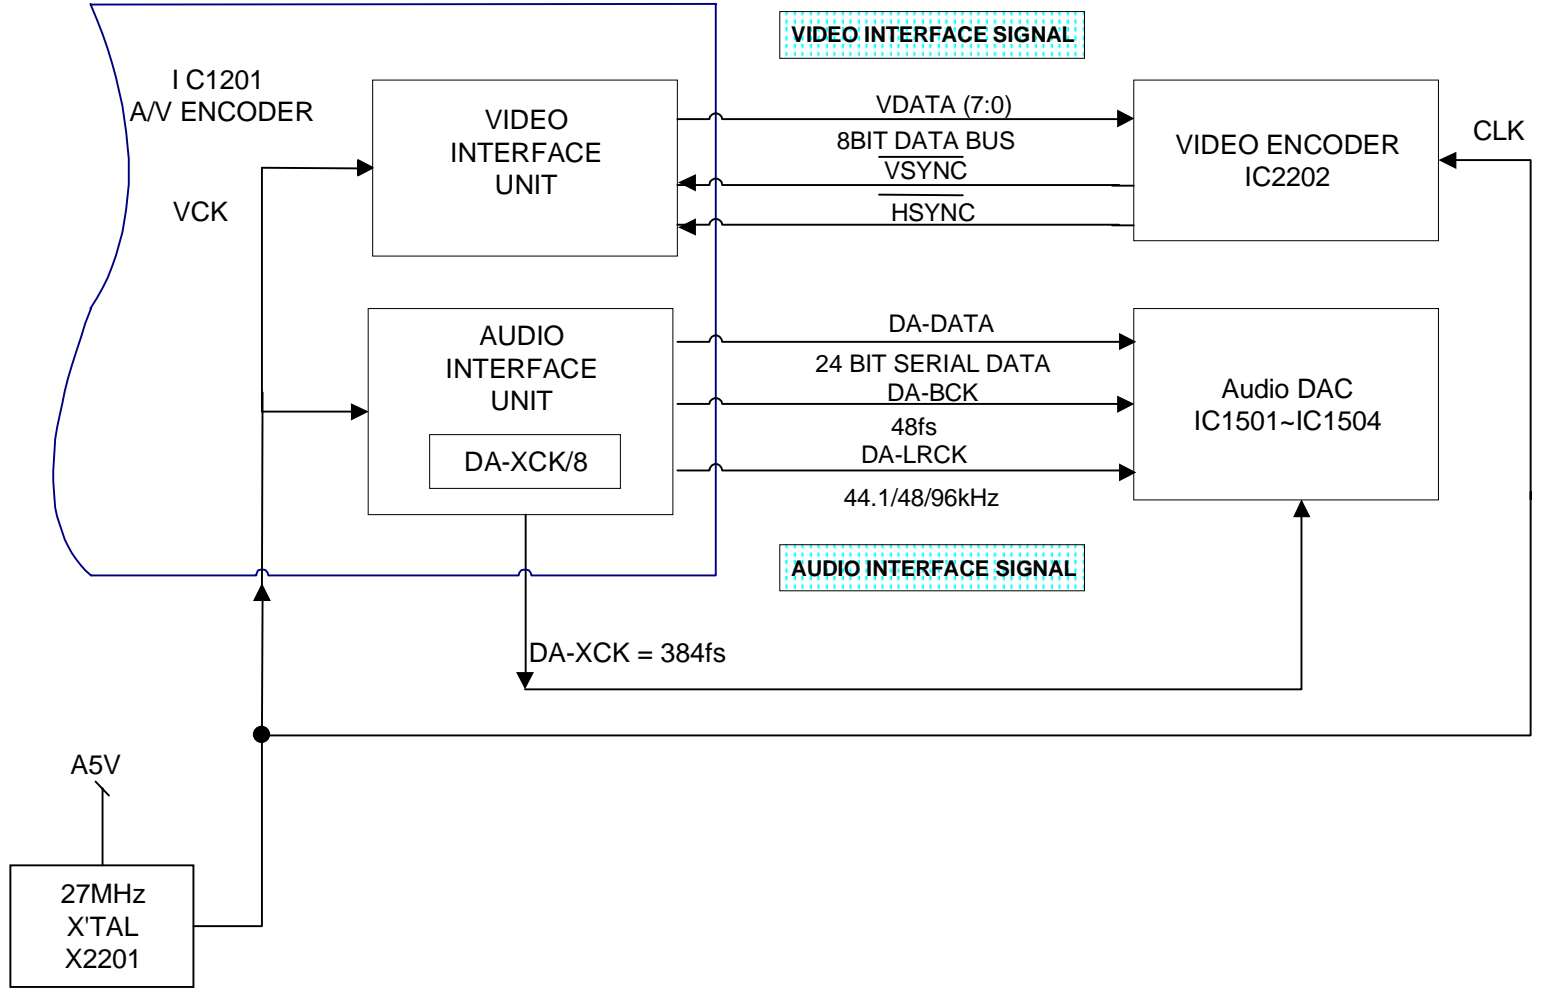 VIDEO INTERFACE SIGNAL
I C1201
A/V ENCODER
VIDEO
INTERFACE
UNIT
VDATA (7:0)
8BIT DATA BUS
VSYNC
HSYNC
VIDEO ENCODER
IC2202
CLK
VCK
AUDIO
INTERFACE
UNIT
DA-XCK/8
DA-DATA
24 BIT SERIAL DATA
DA-BCK
48fs
DA-LRCK
44.1/48/96kHz
Audio DAC
IC1501~IC1504
AUDIO INTERFACE SIGNAL
DA-XCK = 384fs
A5V
27MHz
X'TAL
X2201